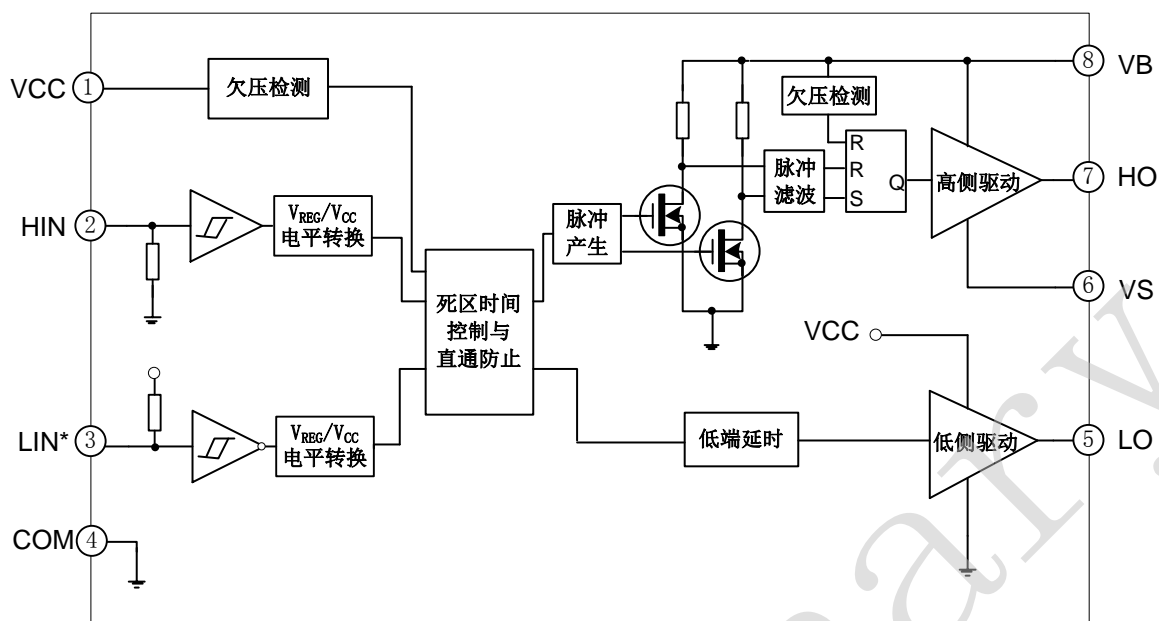 VCC
1
欠压检测
8
VB
欠压检测
R
R
S
Q
脉冲
滤波
高侧驱动
7
HO
HIN
2
VREG/VCC
电平转换
脉冲
产生
6
VS
死区时间
控制与
直通防止
VCC
LIN*
3
VREG/VCC
电平转换
低端延时
低侧驱动
5
LO
COM
4